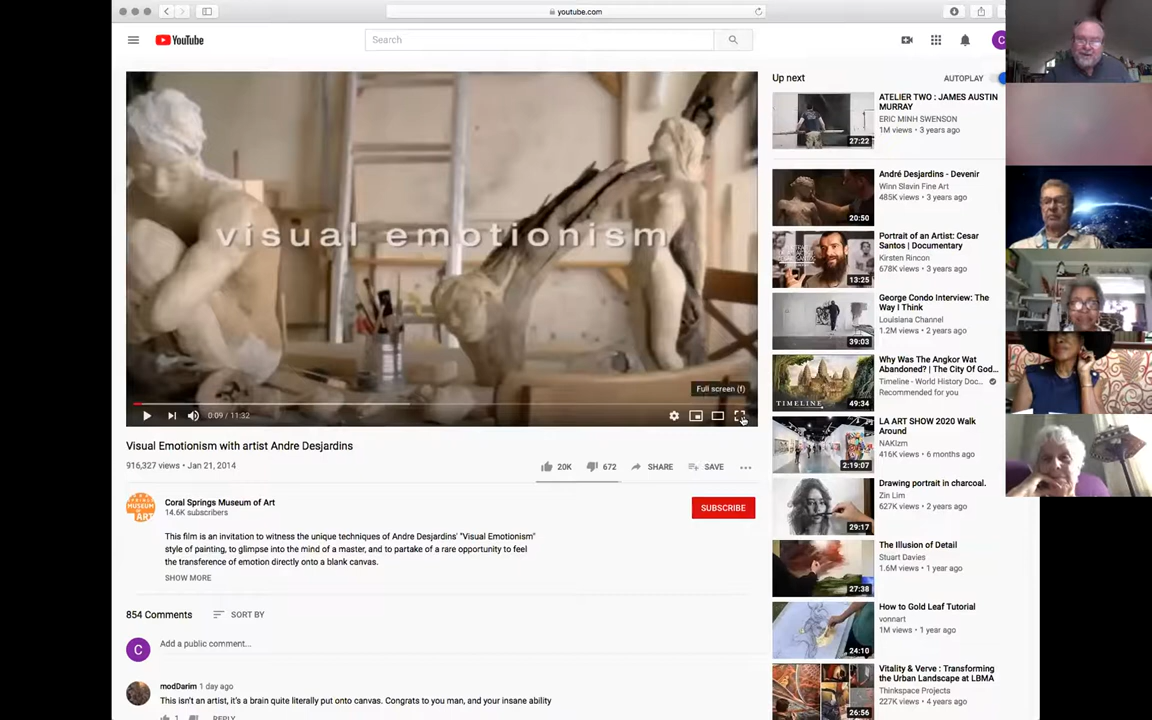 youtube.com
YouTube
Search
C
visual emotionism
Full screen (f)
0:09 / 11:32
Visual Emotionism with artist Andre Desjardins
916,327 views • Jan 21, 2014
20K
672
SHARE
SAVE
MUSEUM
of ART
Coral Springs Museum of Art
14.6K subscribers
SUBSCRIBE
This film is an invitation to witness the unique techniques of Andre Desjardins' "Visual Emotionism"
style of painting, to glimpse into the mind of a master, and to partake of a rare opportunity to feel
the transference of emotion directly onto a blank canvas.
SHOW MORE
854 Comments
SORT BY
C
Add a public comment...
modDarim 1 day ago
This isn't an artist, it's a brain quite literally put onto canvas. Congrats to you man, and your insane ability
1
REPLY
Up next
AUTOPLAY
ATELIER TWO : JAMES AUSTIN
MURRAY
ERIC MINH SWENSON
1M views • 3 years ago
27:22
André Desjardins - Devenir
Winn Slavin Fine Art
485K views • 3 years ago
20:50
Portrait of an Artist: Cesar
Santos | Documentary
Kirsten Rincon
678K views • 3 years ago
13:25
George Condo Interview: The
Way I Think
Louisiana Channel
1.2M views • 2 years ago
39:03
Why Was The Angkor Wat
Abandoned? | The City Of God...
Timeline - World History Doc...
Recommended for you
TIMELINE
49:34
LA ART SHOW 2020 Walk
Around
NAKIzm
416K views • 6 months ago
2:19:07
Drawing portrait in charcoal.
Zin Lim
627K views • 2 years ago
29:17
The Illusion of Detail
Stuart Davies
1.6M views • 1 year ago
27:38
How to Gold Leaf Tutorial
vonnart
1M views • 1 year ago
24:10
Vitality & Verve : Transforming
the Urban Landscape at LBMA
Thinkspace Projects
227K views • 4 years ago
26:56